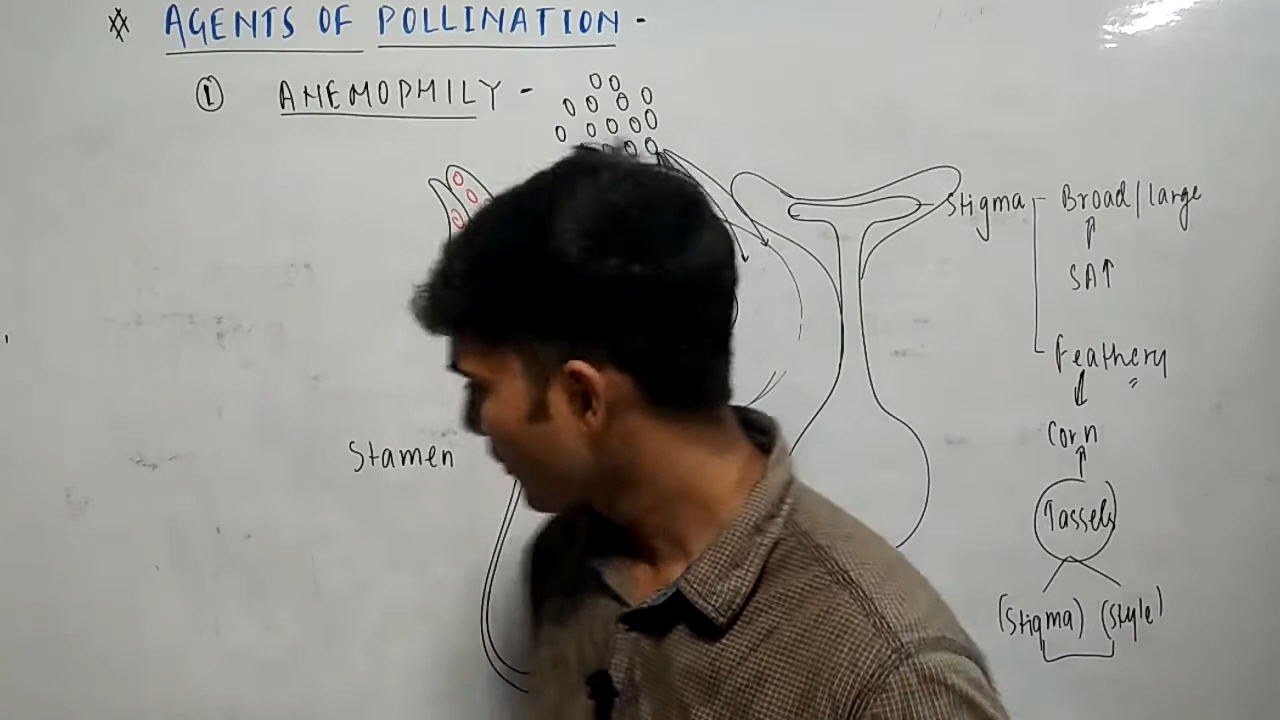 * AGENTS OF POLLINATION -
① ANEMOPHILY -
Stigma - Broad/large
SA↑
Feathery
Corn
Tassels
(Stigma) (Style)
Stamen